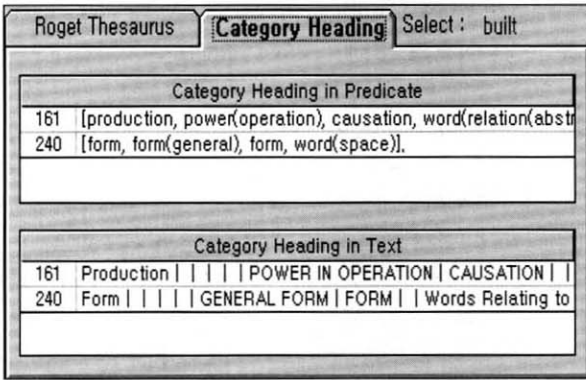 Roget Thesaurus Category Heading Select : built
Category Heading in Predicate
161 [production, power(operation), causation, word(relation(abstr
240 [form, form(general), form, word(space)],
Category Heading in Text
161 Production | | | | | POWER IN OPERATION | CAUSATION | |
240 Form | | | | | GENERAL FORM | FORM | | Words Relating to